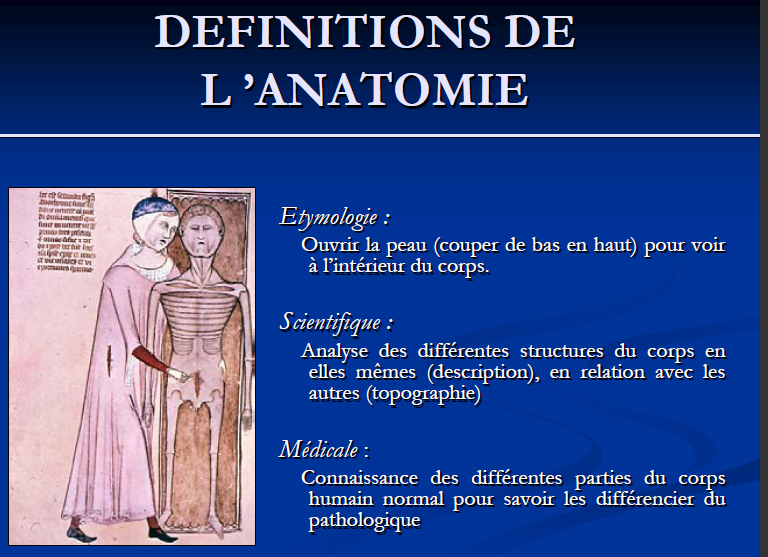 DEFINITIONS DE
L ’ANATOMIE
Etymologie :
Ouvrir la peau (couper de bas en haut) pour voir
à l’intérieur du corps.
Scientifique :
Analyse des différentes structures du corps en
elles mêmes (description), en relation avec les
autres (topographie)
Médicale :
Connaissance des différentes parties du corps
humain normal pour savoir les différencier du
pathologique